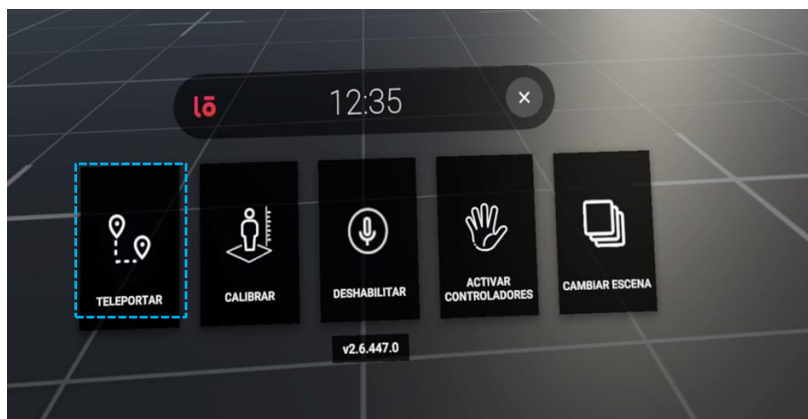 lō
12:35
TELEPORTAR
CALIBRAR
DESHABILITAR
ACTIVAR
CONTROLADORES
CAMBIAR ESCENA
v2.6.447.0